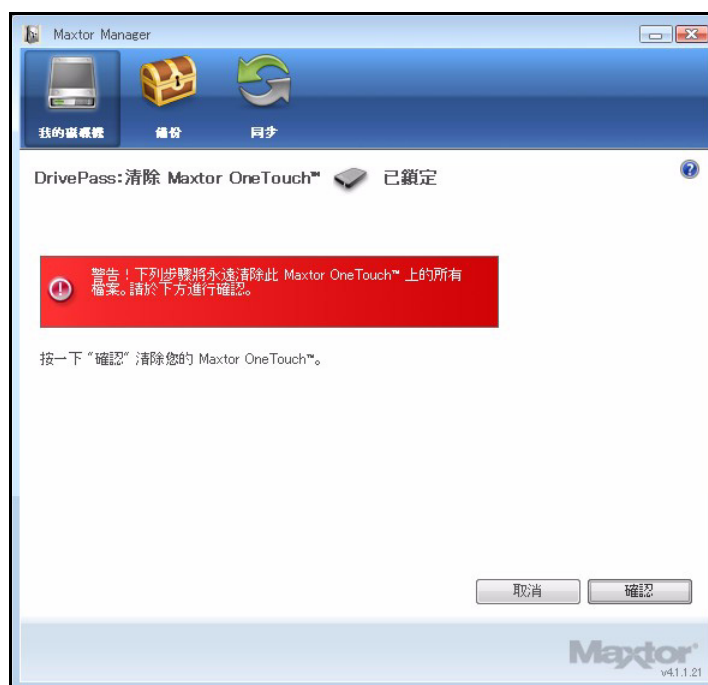 Maxtor Manager
我的磁碟機
備份
同步
DrivePass:清除 Maxtor OneTouch™ 已鎖定
警告!下列步驟將永遠清除此 Maxtor OneTouch™ 上的所有
檔案。請於下方進行確認。
按一下 “確認” 清除您的 Maxtor OneTouch™。
取消
確認
Maxtor
v4.1.1.21